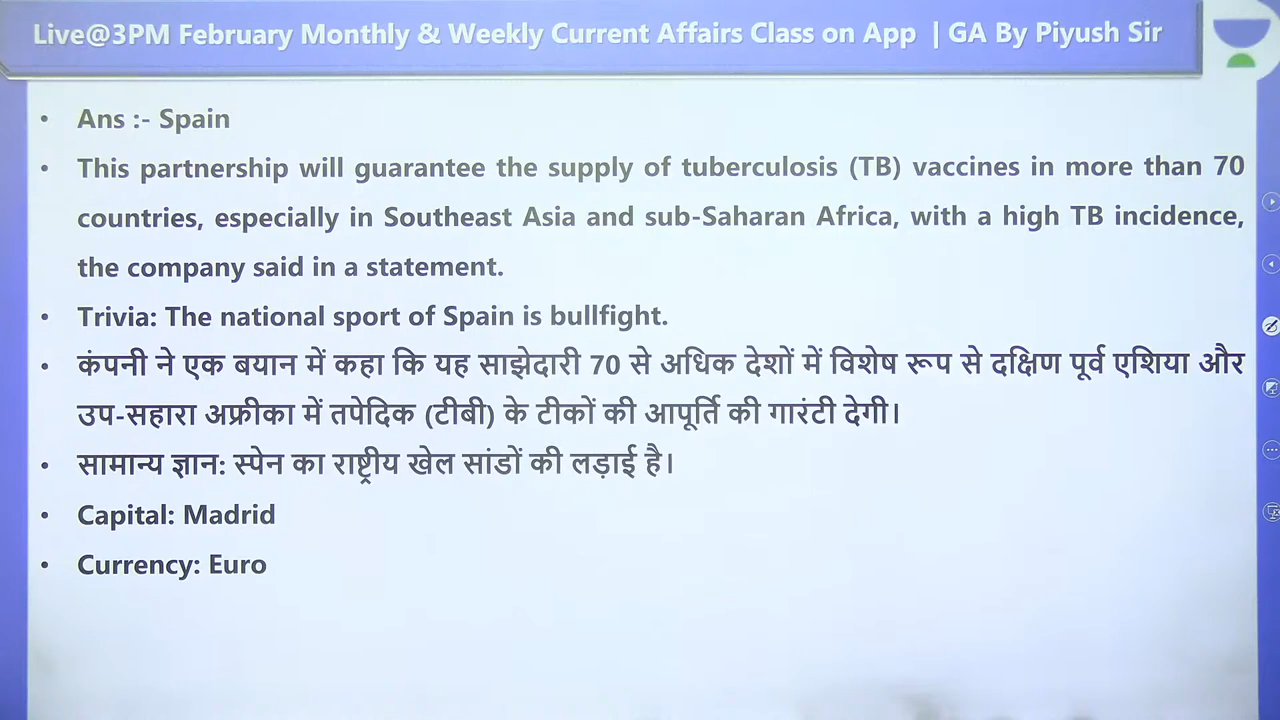 Live@3PM February Monthly & Weekly Current Affairs Class on App | GA By Piyush Sir
• Ans :- Spain
• This partnership will guarantee the supply of tuberculosis (TB) vaccines in more than 70
countries, especially in Southeast Asia and sub-Saharan Africa, with a high TB incidence,
the company said in a statement.
• Trivia: The national sport of Spain is bullfight.
• कंपनी ने एक बयान में कहा कि यह साझेदारी 70 से अधिक देशों में विशेष रूप से दक्षिण पूर्व एशिया और
उप-सहारा अफ्रीका में तपेदिक (टीबी) के टीकों की आपूर्ति की गारंटी देगी।
• सामान्य ज्ञान: स्पेन का राष्ट्रीय खेल सांडों की लड़ाई है।
• Capital: Madrid
• Currency: Euro